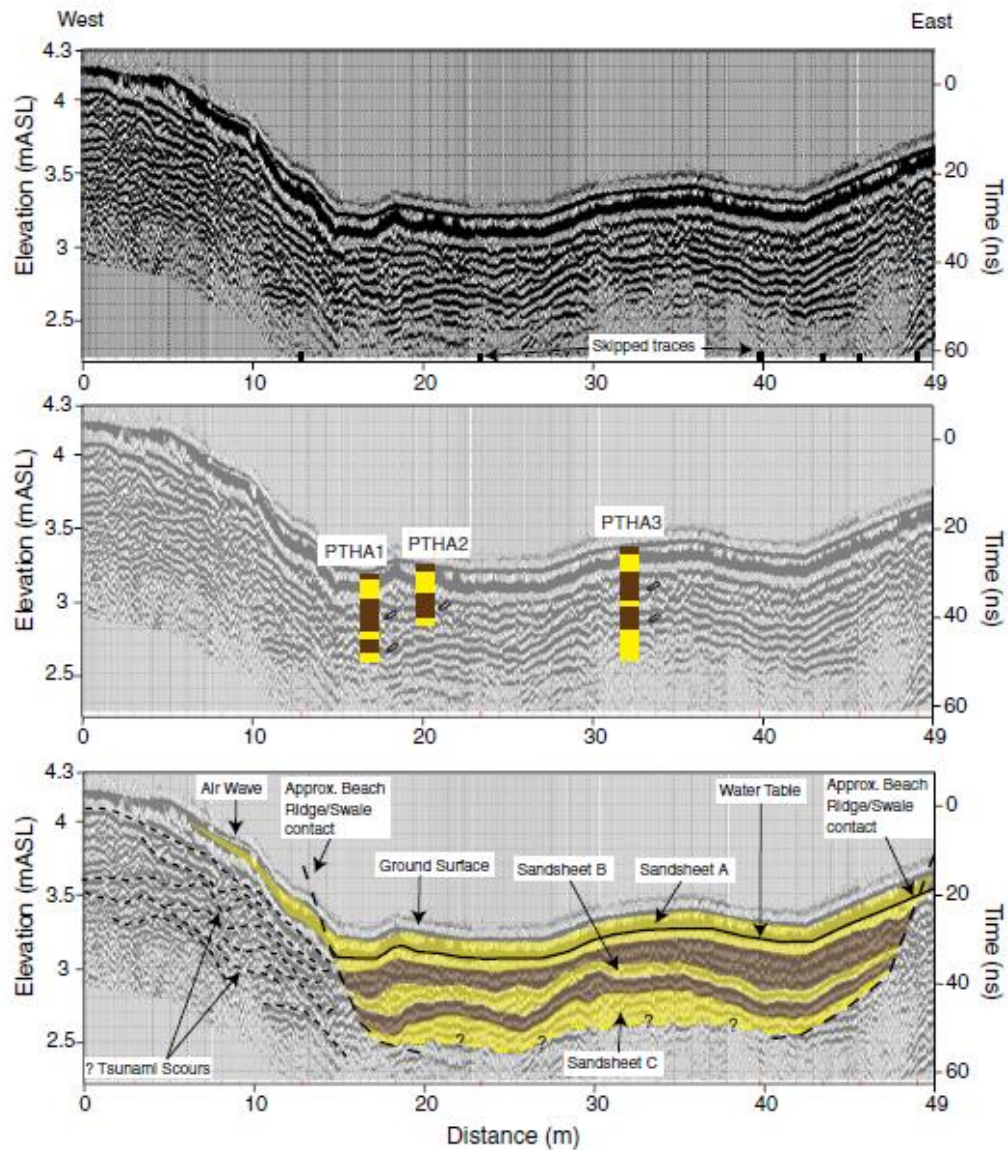 West
East
4.3
4
3.5
3
2.5
Elevation (mASL)
0
20
40
60
Time (ns)
Skipped traces
0
10
20
30
40
49
4.3
4
3.5
3
2.5
Elevation (mASL)
0
20
40
60
Time (ns)
PTHA1
PTHA2
PTHA3
0
10
20
30
40
49
4.3
4
3.5
3
2.5
Elevation (mASL)
0
20
40
60
Time (ns)
Air Wave
Approx. Beach
Ridge/Swale
contact
Ground Surface
Sandsheet B
Sandsheet A
Water Table
Approx. Beach
Ridge/Swale
contact
? Tsunami Scours
?
?
?
?
Sandsheet C
0
10
20
30
40
49
Distance (m)